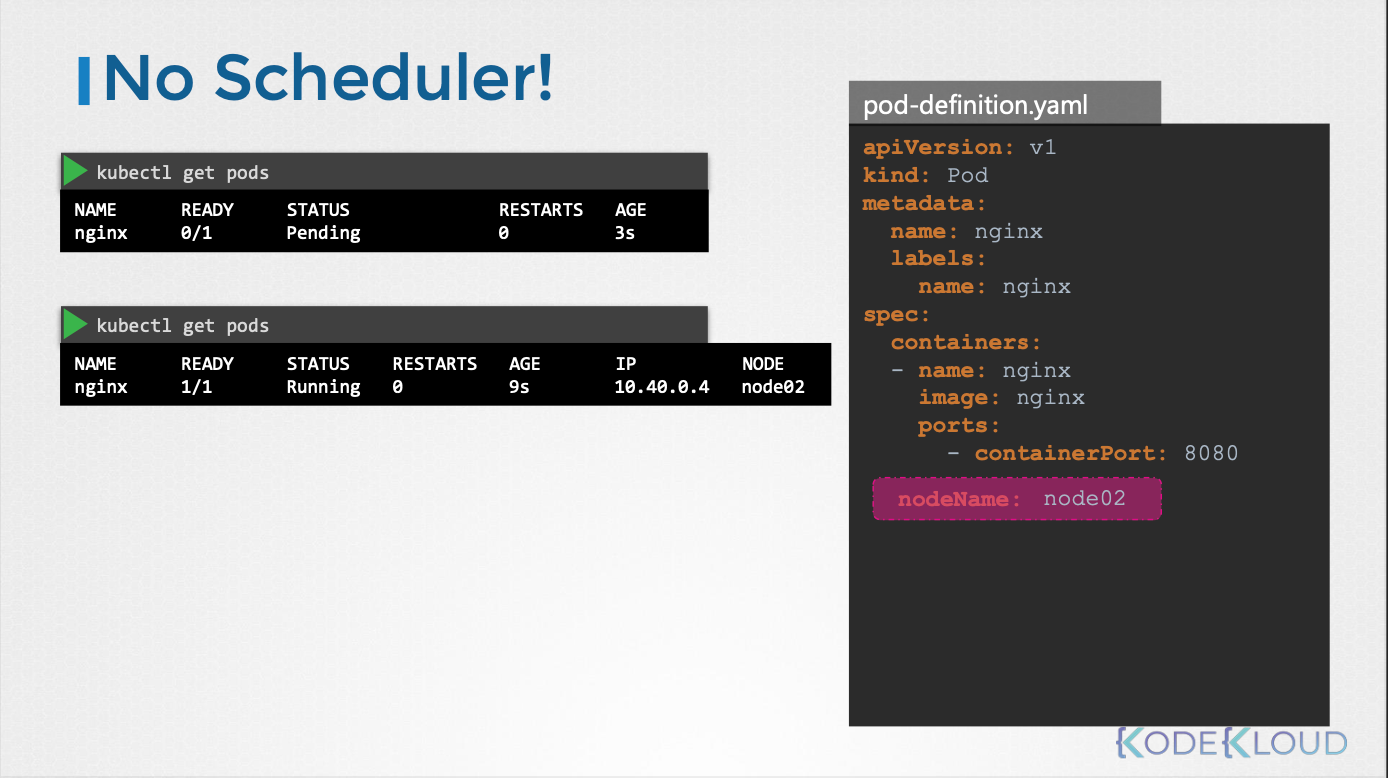 No Scheduler!
kubectl get pods
NAME READY STATUS RESTARTS AGE
nginx 0/1 Pending 0 3s
kubectl get pods
NAME READY STATUS RESTARTS AGE IP NODE
nginx 1/1 Running 0 9s 10.40.0.4 node02
pod-definition.yaml
apiVersion: v1
kind: Pod
metadata:
  name: nginx
  labels:
    name: nginx
spec:
  containers:
  - name: nginx
    image: nginx
    ports:
      - containerPort: 8080
  nodeName: node02
KODEKLOUD